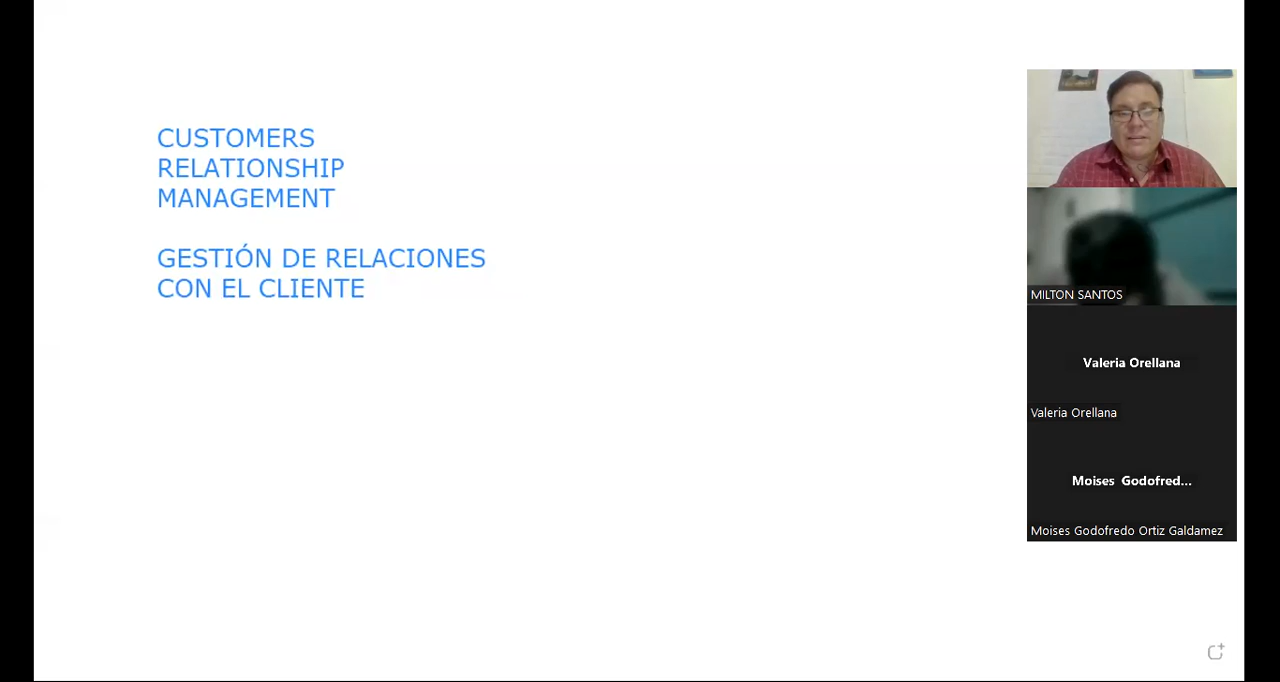 CUSTOMERS
RELATIONSHIP
MANAGEMENT
GESTIÓN DE RELACIONES
CON EL CLIENTE
MILTON SANTOS
Valeria Orellana
Valeria Orellana
Moises Godofred...
Moises Godofredo Ortiz Galdamez